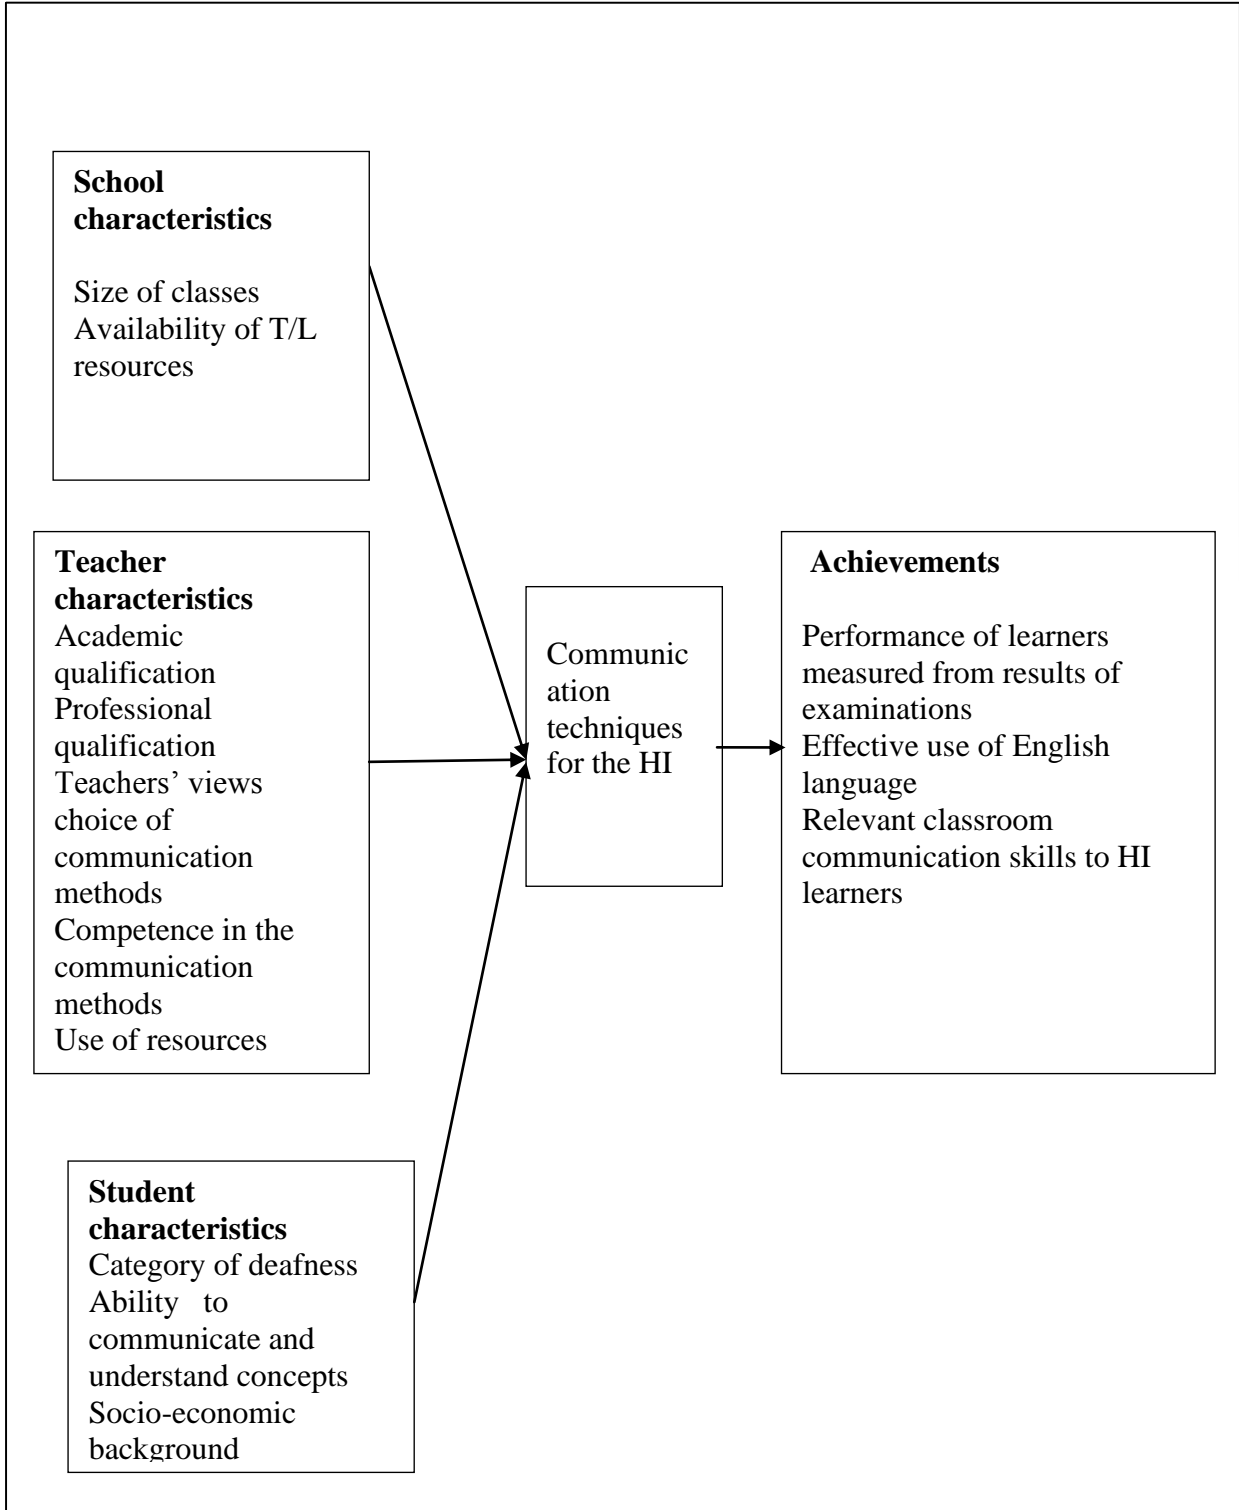 School
characteristics
Size of classes
Availability of T/L
resources
Teacher
characteristics
Academic
qualification
Professional
qualification
Teachers’ views
choice of
communication
methods
Competence in the
communication
methods
Use of resources
Student
characteristics
Category of deafness
Ability to
communicate and
understand concepts
Socio-economic
background
Communic
ation
techniques
for the HI
Achievements
Performance of learners
measured from results of
examinations
Effective use of English
language
Relevant classroom
communication skills to HI
learners